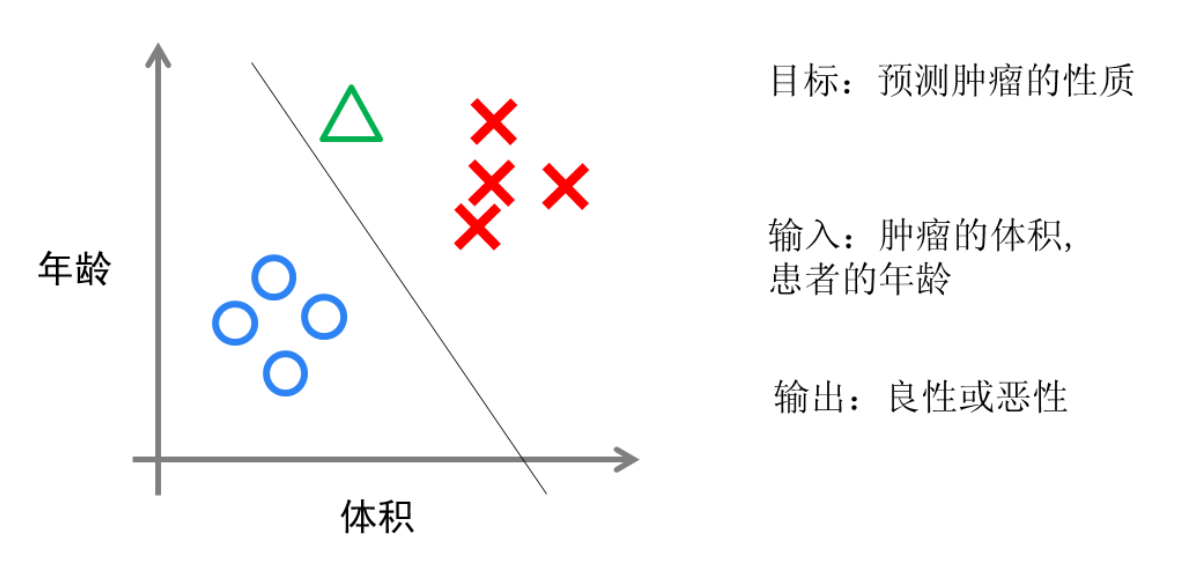 目标：预测肿瘤的性质
年龄
输入：肿瘤的体积,
患者的年龄
输出：良性或恶性
体积